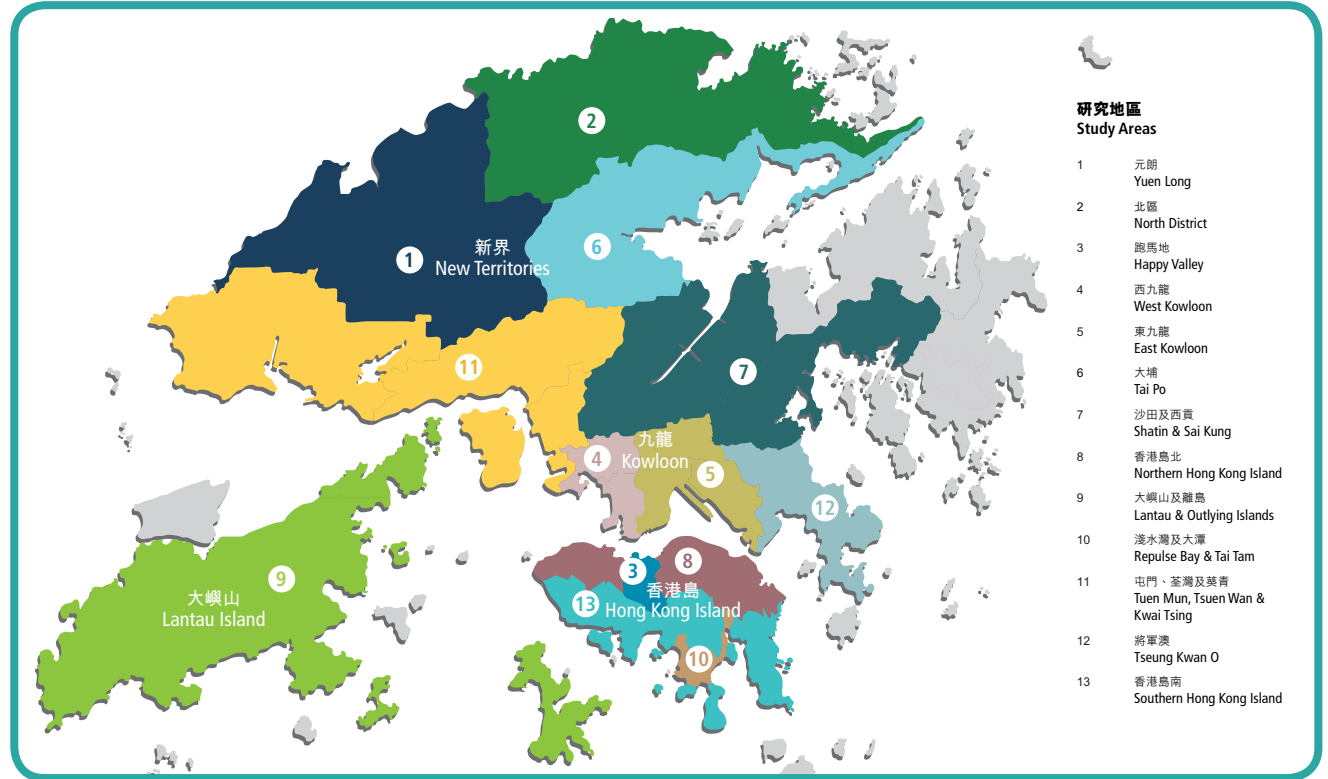 2
6
1
新界
New Territories
11
7
九龍
Kowloon
4
5
12
9
大嶼山
Lantau Island
3
8
香港島
Hong Kong Island
13
10
研究地區
Study Areas
1 元朗
Yuen Long
2 北區
North District
3 跑馬地
Happy Valley
4 西九龍
West Kowloon
5 東九龍
East Kowloon
6 大埔
Tai Po
7 沙田及西貢
Shatin & Sai Kung
8 香港島北
Northern Hong Kong Island
9 大嶼山及離島
Lantau & Outlying Islands
10 淺水灣及大潭
Repulse Bay & Tai Tam
11 屯門、荃灣及葵青
Tuen Mun, Tsuen Wan &
Kwai Tsing
12 將軍澳
Tseung Kwan O
13 香港島南
Southern Hong Kong Island